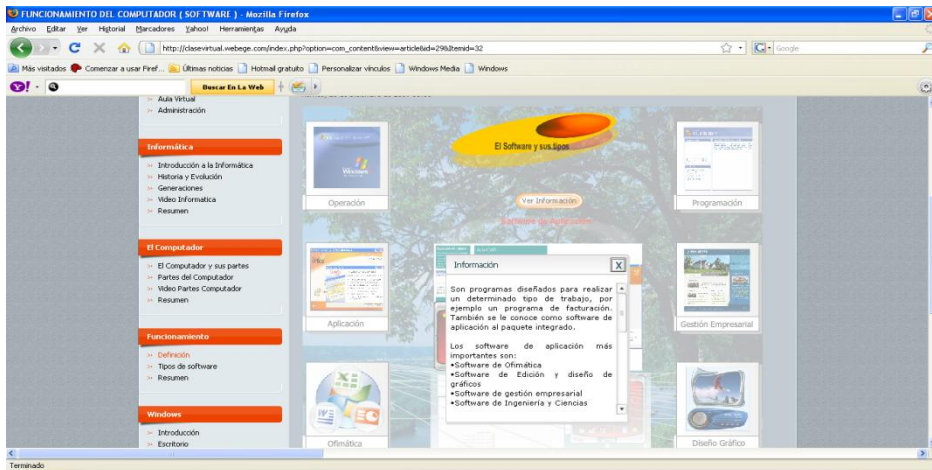 FUNCIONAMIENTO DEL COMPUTADOR ( SOFTWARE ) - Mozilla Firefox
Archivo Editar Ver Historial Marcadores Yahoo! Herramientas Ayuda
http://clasevirtual.webege.com/index.php?option=com_content&view=article&id=29&Itemid=32
Google
Más visitados Comenzar a usar Firef... Últimas noticias Hotmail gratuito Personalizar vínculos Windows Media Windows
Y! Buscar En La Web
Aula Virtual
Administración
Informática
Introducción a la Informática
Historia y Evolución
Generaciones
Video Informatica
Resumen
El Computador
El Computador y sus partes
Partes del Computador
Video Partes Computador
Resumen
Funcionamiento
Definición
Tipos de software
Resumen
Windows
Introducción
Escritorio
El Software y sus tipos
Ver Información
Software de Aplicación
Operación
Programación
Aplicación
Gestión Empresarial
Ofimática
Diseño Gráfico
Información
X
Son programas diseñados para realizar
un determinado tipo de trabajo, por
ejemplo un programa de facturación.
También se le conoce como software de
aplicación al paquete integrado.
Los software de aplicación más
importantes son:
•Software de Ofimática
•Software de Edición y diseño de
gráficos
•Software de gestión empresarial
•Software de Ingeniería y Ciencias
Terminado